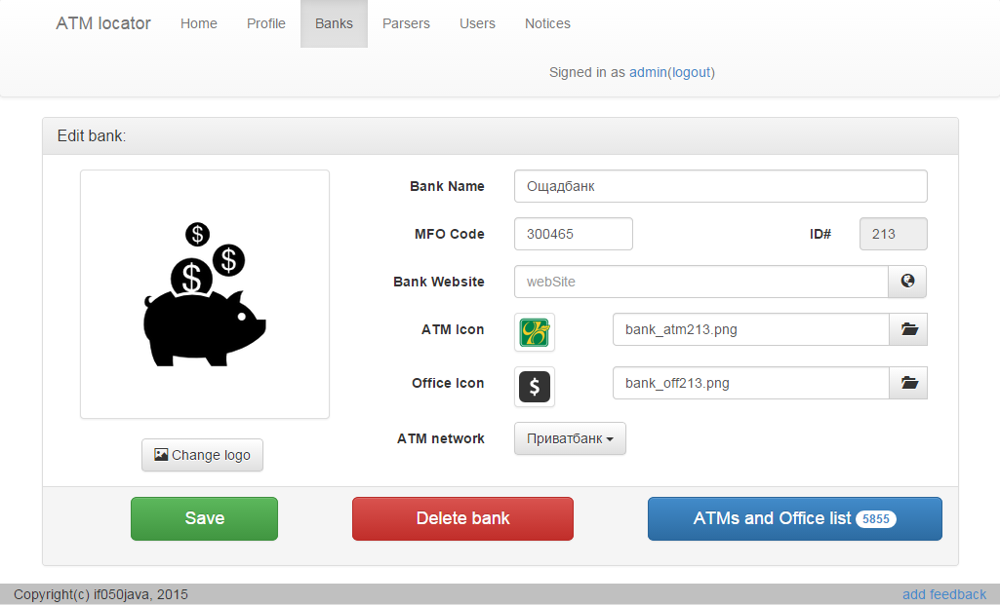 ATM locator Home Profile Banks Parsers Users Notices
Signed in as admin(logout)
Edit bank:
$
$
$
Change logo
Bank Name Ощадбанк
MFO Code 300465 ID# 213
Bank Website webSite
ATM Icon bank_atm213.png
Office Icon $ bank_off213.png
ATM network Приватбанк
Save Delete bank ATMs and Office list 5855
Copyright(c) if050java, 2015 add feedback